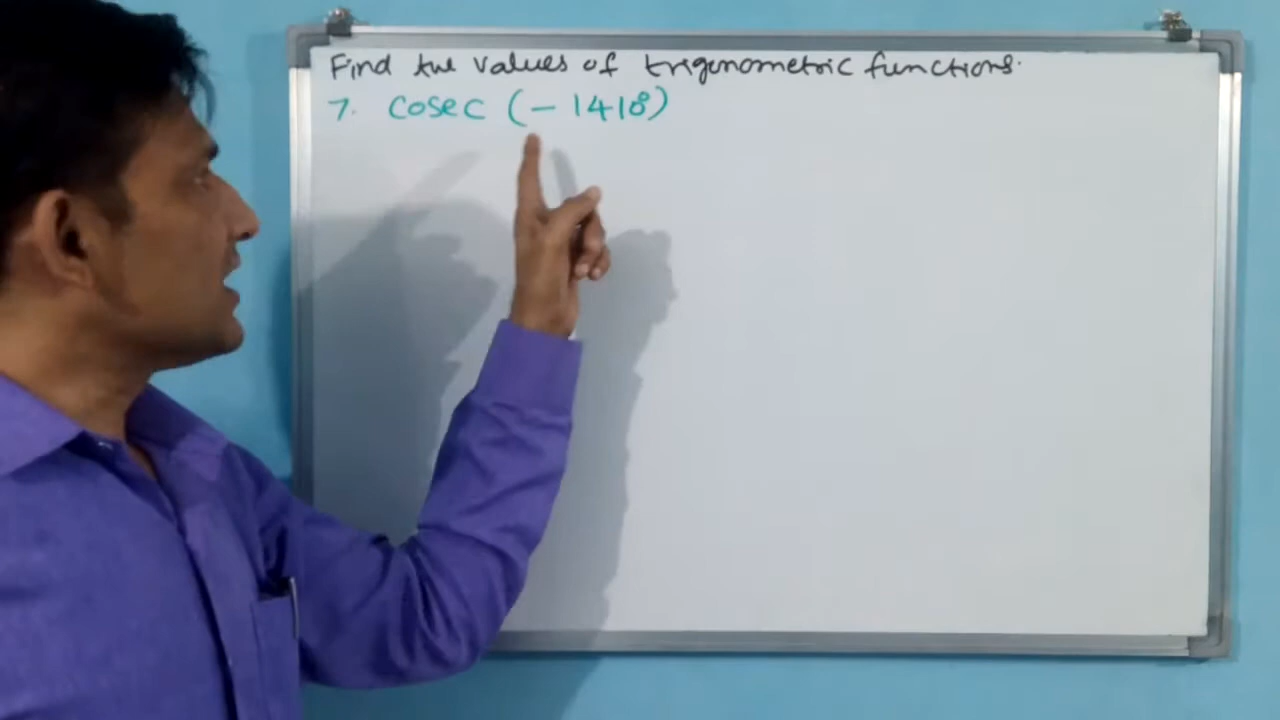 Find the values of trigonometric functions.
7. cosec (- 1410°)